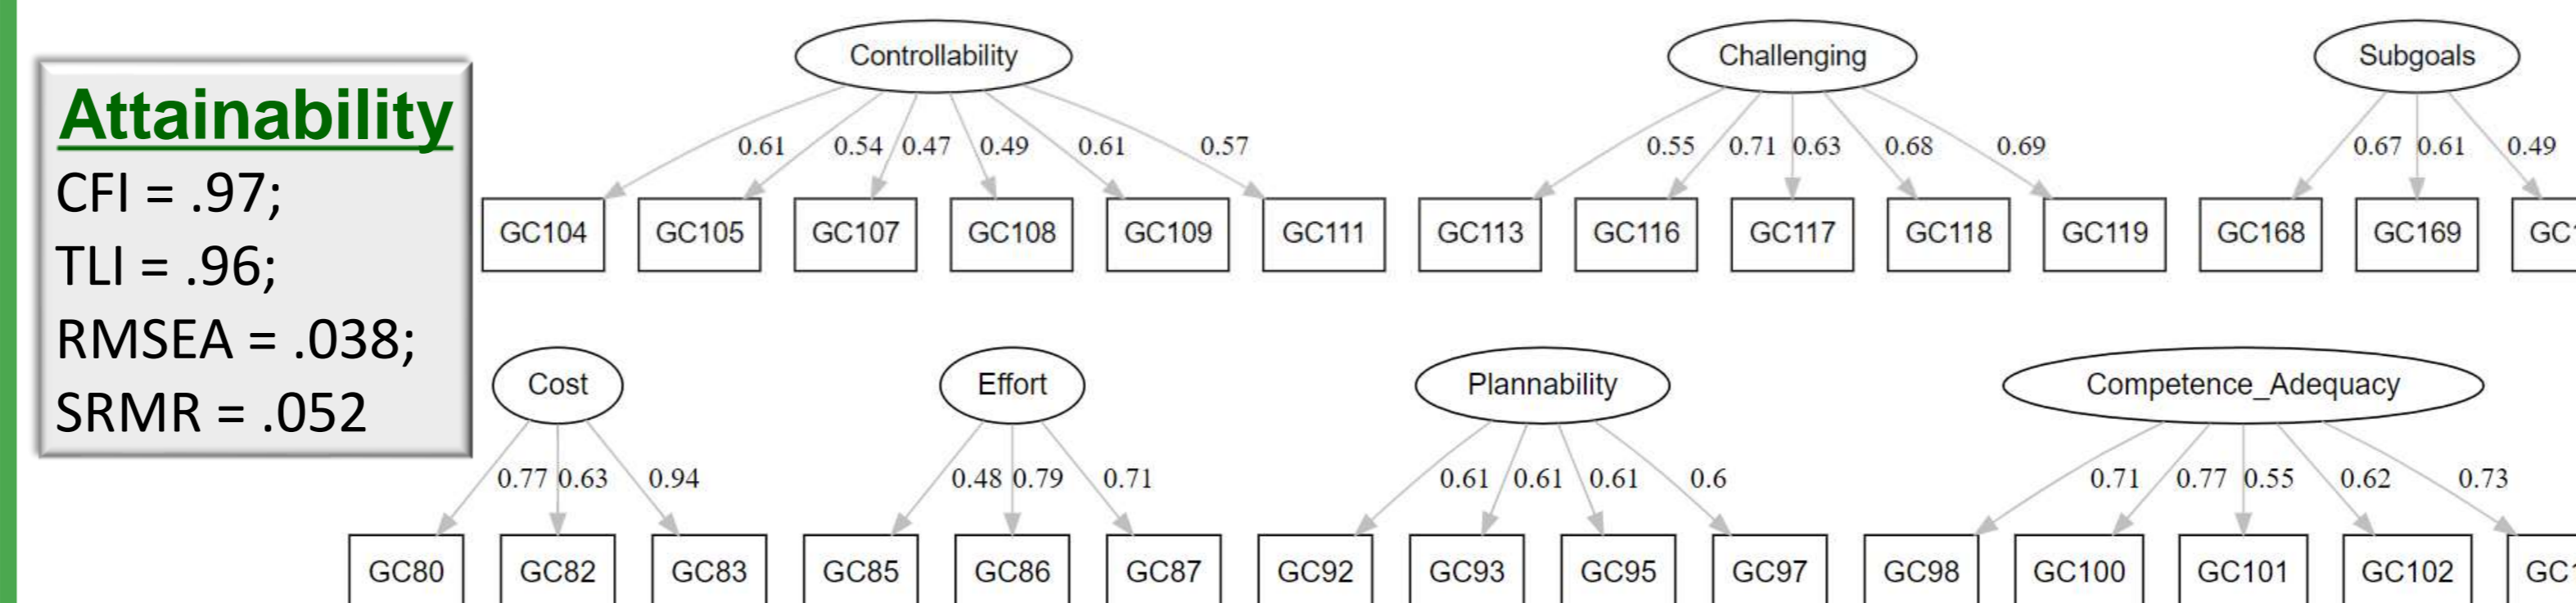 Attainability
CFI = .97;
TLI = .96;
RMSEA = .038;
SRMR = .052
Controllability Challenging Subgoals
0.61 0.54 0.47 0.49 0.61 0.57 0.55 0.71 0.63 0.68 0.69 0.67 0.61 0.49
GC104 GC105 GC107 GC108 GC109 GC111 GC113 GC116 GC117 GC118 GC119 GC168 GC169
Cost Effort Plannability Competence_Adequacy
0.77 0.63 0.94 0.48 0.79 0.71 0.61 0.61 0.61 0.6 0.71 0.77 0.55 0.62 0.73
GC80 GC82 GC83 GC85 GC86 GC87 GC92 GC93 GC95 GC97 GC98 GC100 GC101 GC102